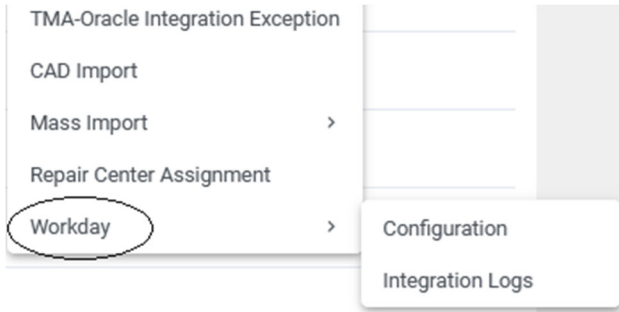 TMA-Oracle Integration Exception
CAD Import
Mass Import
Repair Center Assignment
Workday
Configuration
Integration Logs